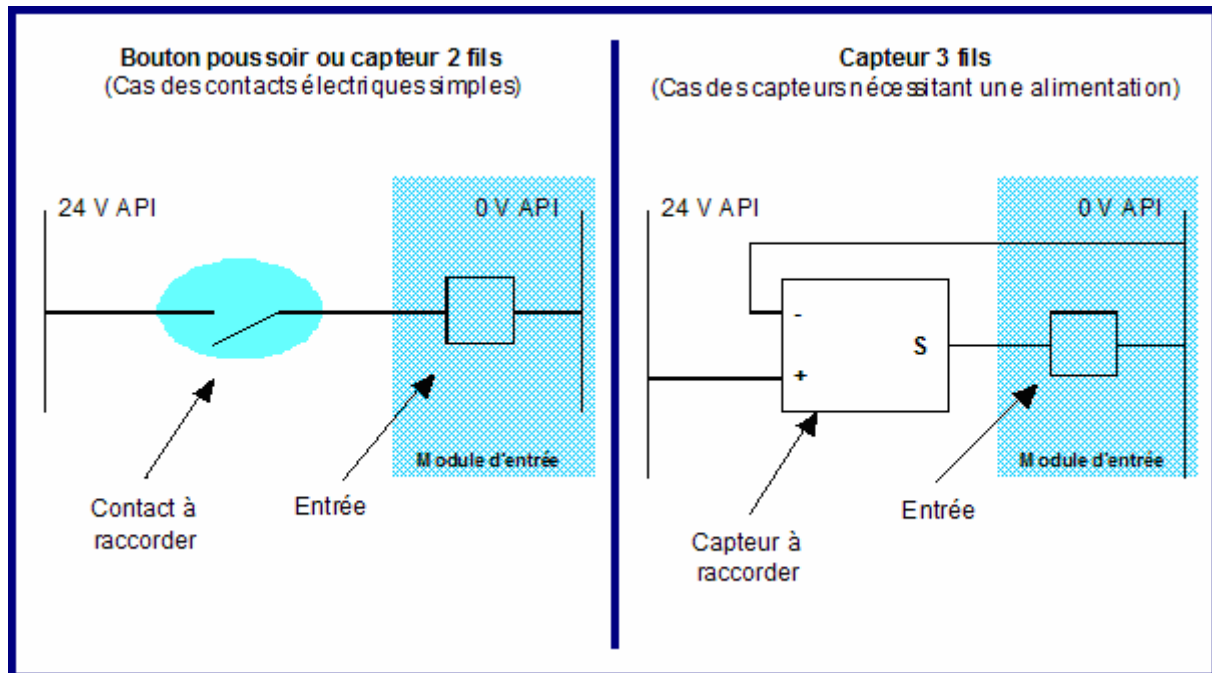 Bouton poussoir ou capteur 2 fils
(Cas des contacts électriques simples)
24 V API
0 V API
Module d'entrée
Contact à
raccorder
Entrée
Capteur 3 fils
(Cas des capteurs nécessitant une alimentation)
24 V API
0 V API
-
S
+
Module d'entrée
Entrée
Capteur à
raccorder